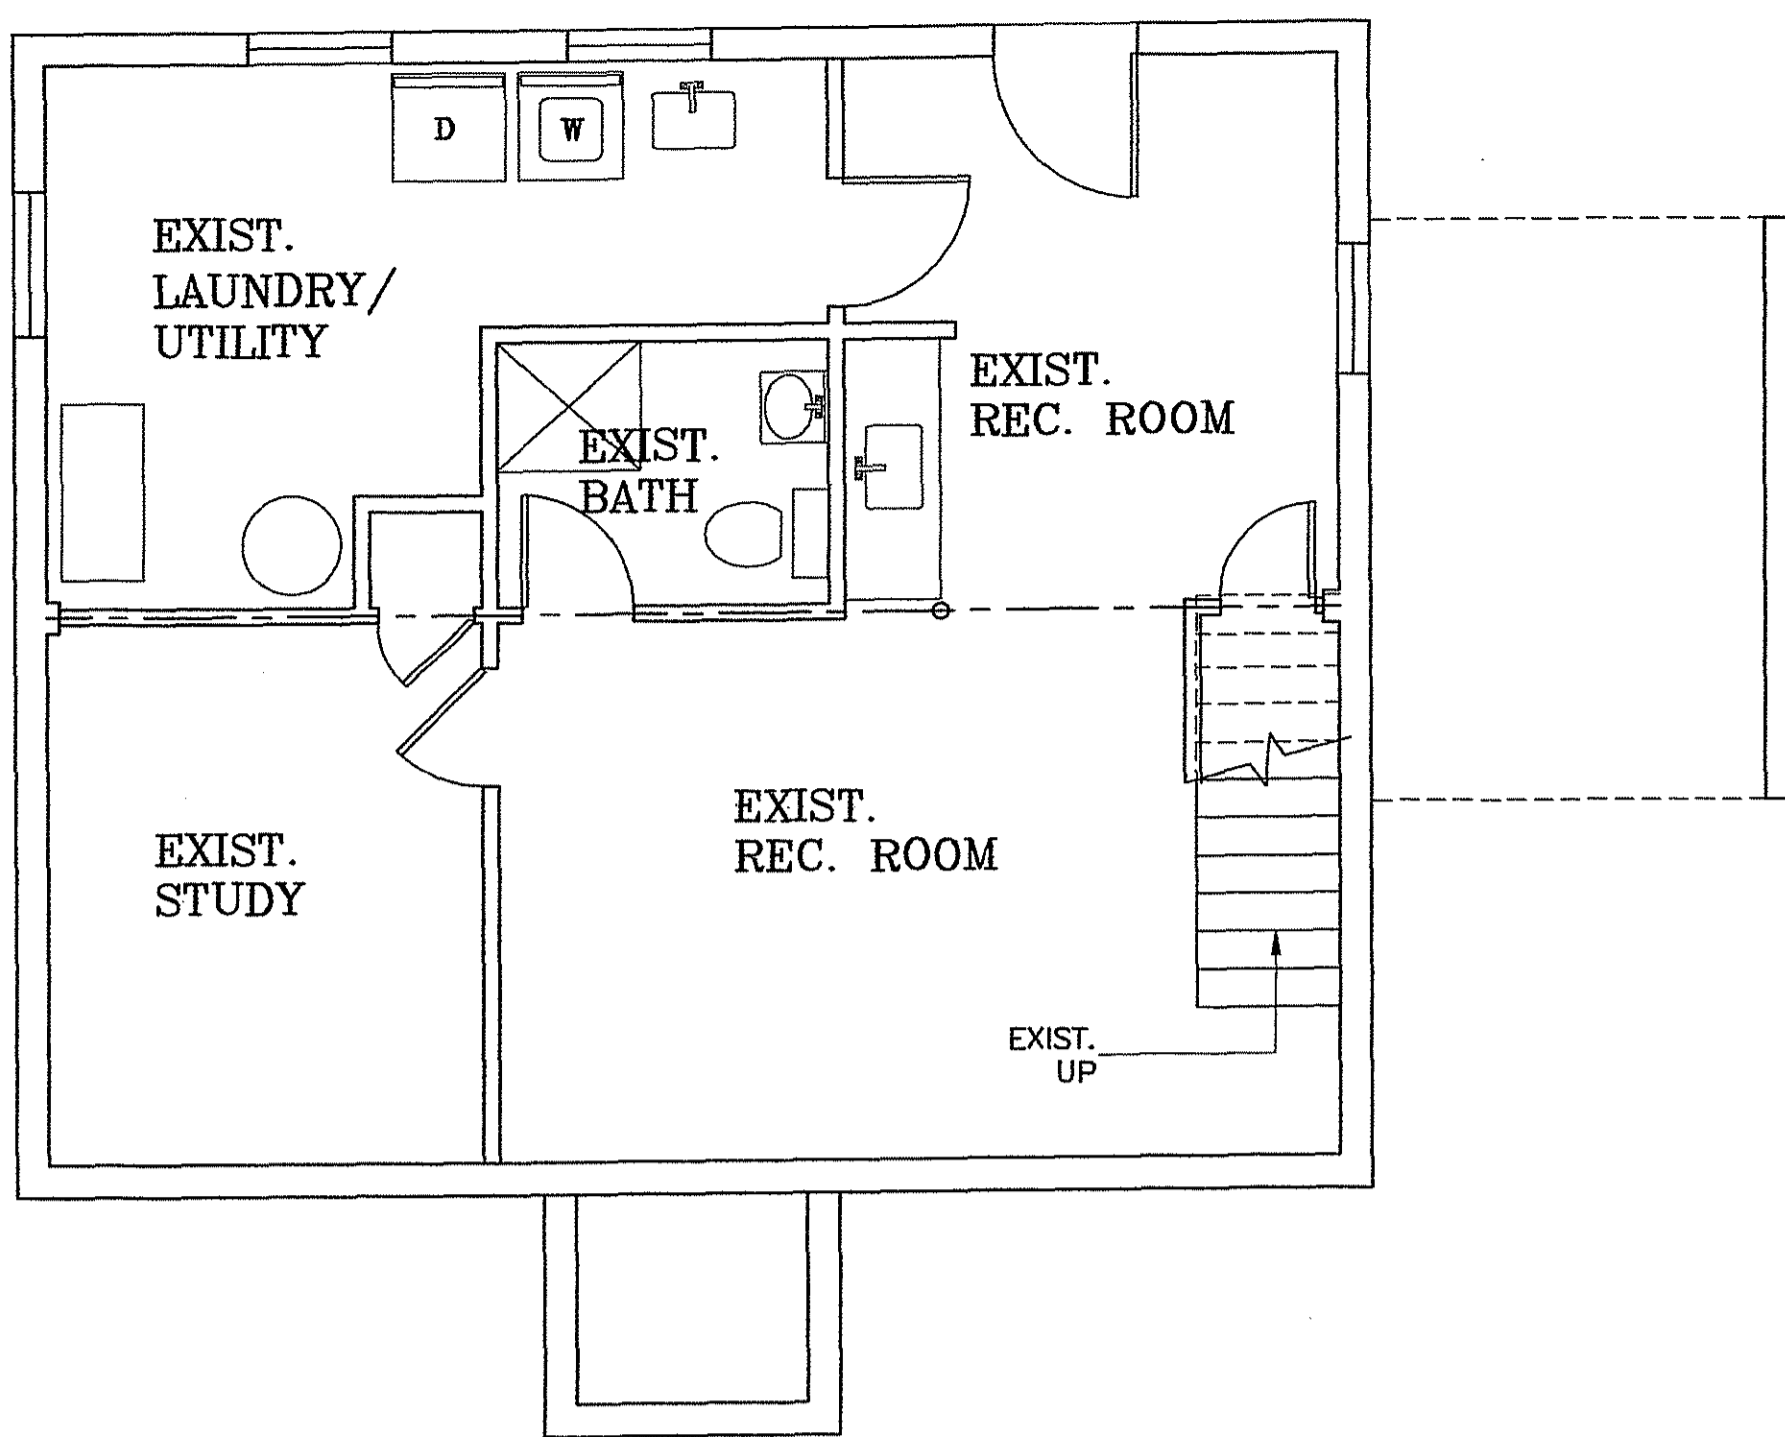 D
W
EXIST.
LAUNDRY/
UTILITY
EXIST.
REC. ROOM
EXIST.
BATH
EXIST.
REC. ROOM
EXIST.
STUDY
EXIST.
UP